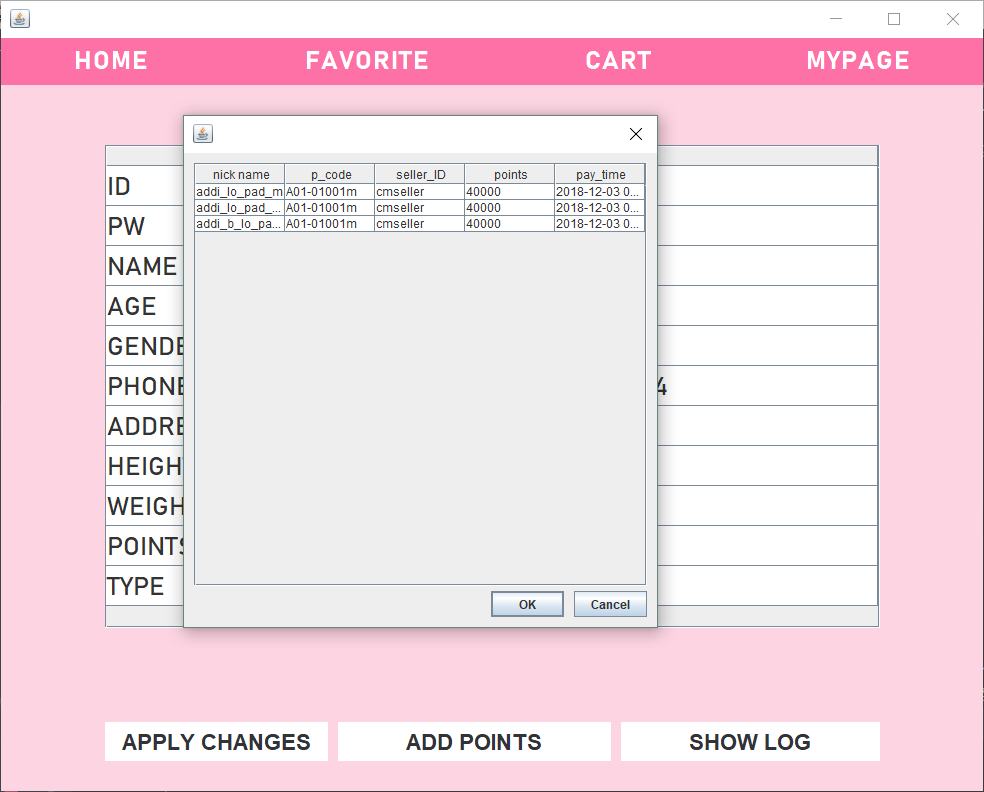 HOME FAVORITE CART MYPAGE
nick name p_code seller_ID points pay_time
addi_lo_pad_m A01-01001m cmseller 40000 2018-12-03 0...
addi_lo_pad_... A01-01001m cmseller 40000 2018-12-03 0...
addi_b_lo_pa... A01-01001m cmseller 40000 2018-12-03 0...
ID
PW
NAME
AGE
GENDE
PHONE 4
ADDRE
HEIGH
WEIGH
POINTS
TYPE
OK Cancel
APPLY CHANGES ADD POINTS SHOW LOG